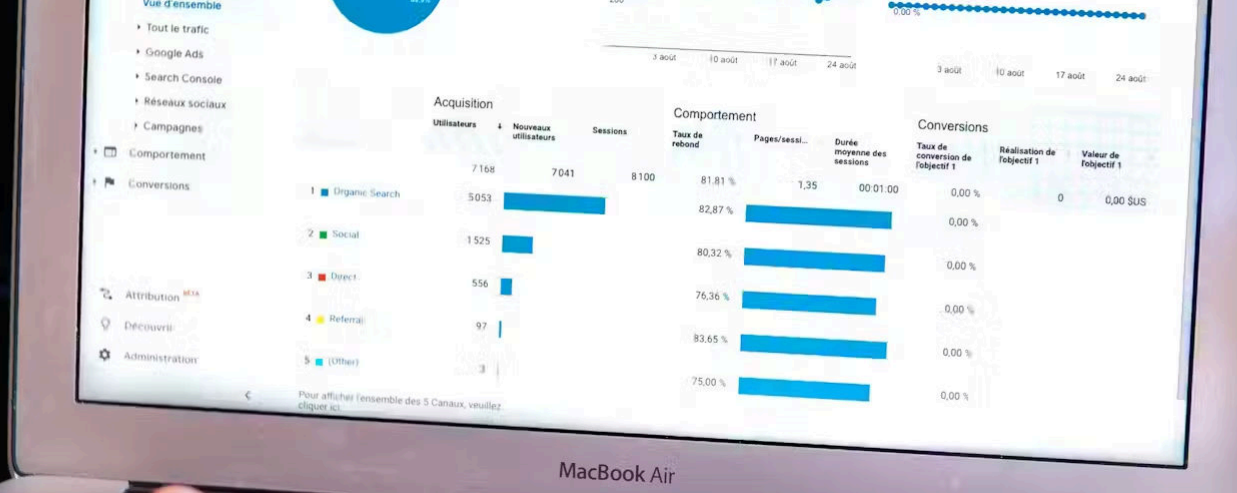 Vue d'ensemble
Tout le trafic
Google Ads
Search Console
Réseaux sociaux
Campagnes
Comportement
Conversions
Attribution BETA
Découvrir
Administration
0,00 %
3 août 10 août 17 août 24 août
3 août 10 août 17 août 24 août
Acquisition
Utilisateurs
Nouveaux utilisateurs
Sessions
Comportement
Taux de rebond
Pages/sessi...
Durée moyenne des sessions
Conversions
Taux de conversion de l'objectif 1
Réalisation de l'objectif 1
Valeur de l'objectif 1
7 168 7 041 8 100 81,81 % 1,35 00:01:00 0,00 % 0 0,00 $US
1 Organic Search 5 053 82,87 % 0,00 %
2 Social 1 525 80,32 % 0,00 %
3 Direct 556 76,36 % 0,00 %
4 Referral 97 83,65 % 0,00 %
5 (Other) 3 75,00 % 0,00 %
Pour afficher l'ensemble des 5 Canaux, veuillez
cliquer ici.
MacBook Air